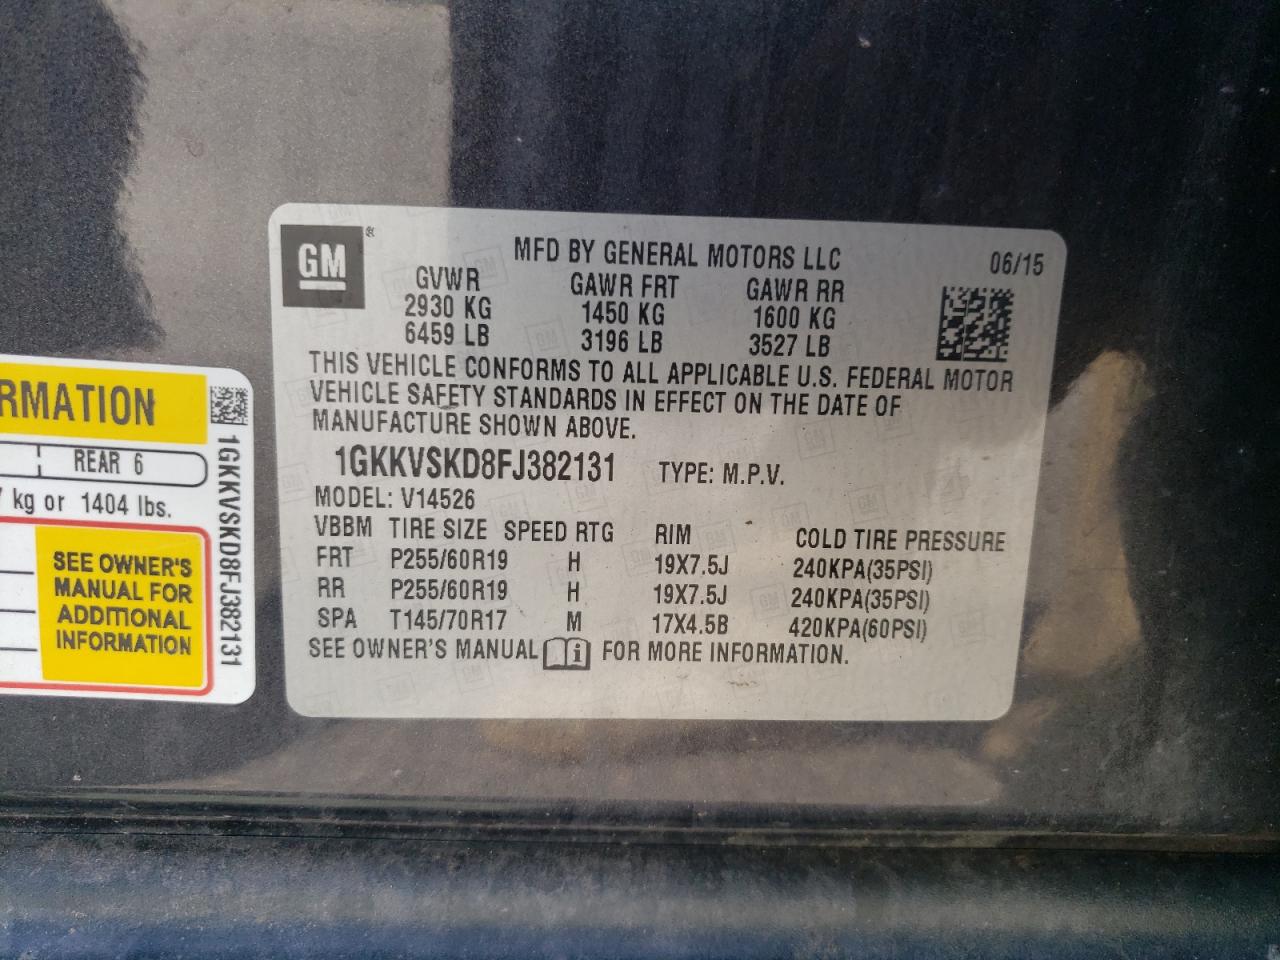 RMATION
REAR 6
7 kg or 1404 lbs.
SEE OWNER'S
MANUAL FOR
ADDITIONAL
INFORMATION
1GKKVSKD8FJ382131
GM®
MFD BY GENERAL MOTORS LLC 06/15
GVWR GAWR FRT GAWR RR
2930 KG 1450 KG 1600 KG
6459 LB 3196 LB 3527 LB
THIS VEHICLE CONFORMS TO ALL APPLICABLE U.S. FEDERAL MOTOR
VEHICLE SAFETY STANDARDS IN EFFECT ON THE DATE OF
MANUFACTURE SHOWN ABOVE.
1GKKVSKD8FJ382131 TYPE: M.P.V.
MODEL: V14526
VBBM TIRE SIZE SPEED RTG RIM COLD TIRE PRESSURE
FRT P255/60R19 H 19X7.5J 240KPA(35PSI)
RR P255/60R19 H 19X7.5J 240KPA(35PSI)
SPA T145/70R17 M 17X4.5B 420KPA(60PSI)
SEE OWNER'S MANUAL i FOR MORE INFORMATION.